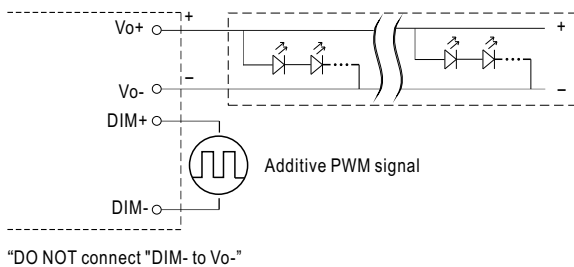 Vo+ + +
Vo- – –
DIM+
Additive PWM signal
DIM-
“DO NOT connect "DIM- to Vo-”